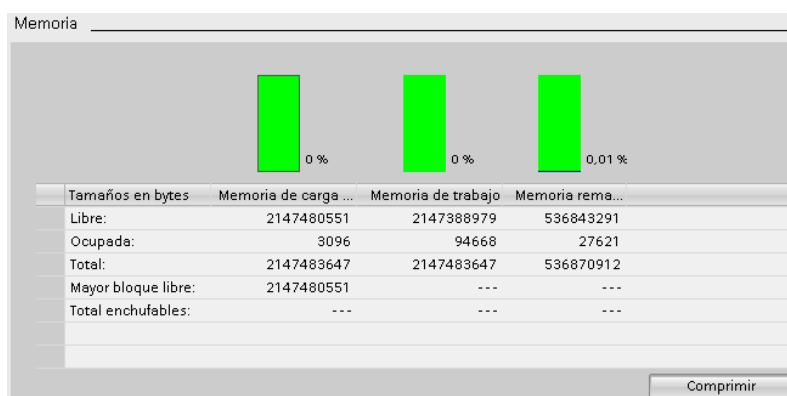 Memoria
0 % 0 % 0,01 %
Tamaños en bytes Memoria de carga ... Memoria de trabajo Memoria rema...
Libre: 2147480551 2147388979 536843291
Ocupada: 3096 94668 27621
Total: 2147483647 2147483647 536870912
Mayor bloque libre: 2147480551 --- ---
Total enchufables: --- --- ---
Comprimir